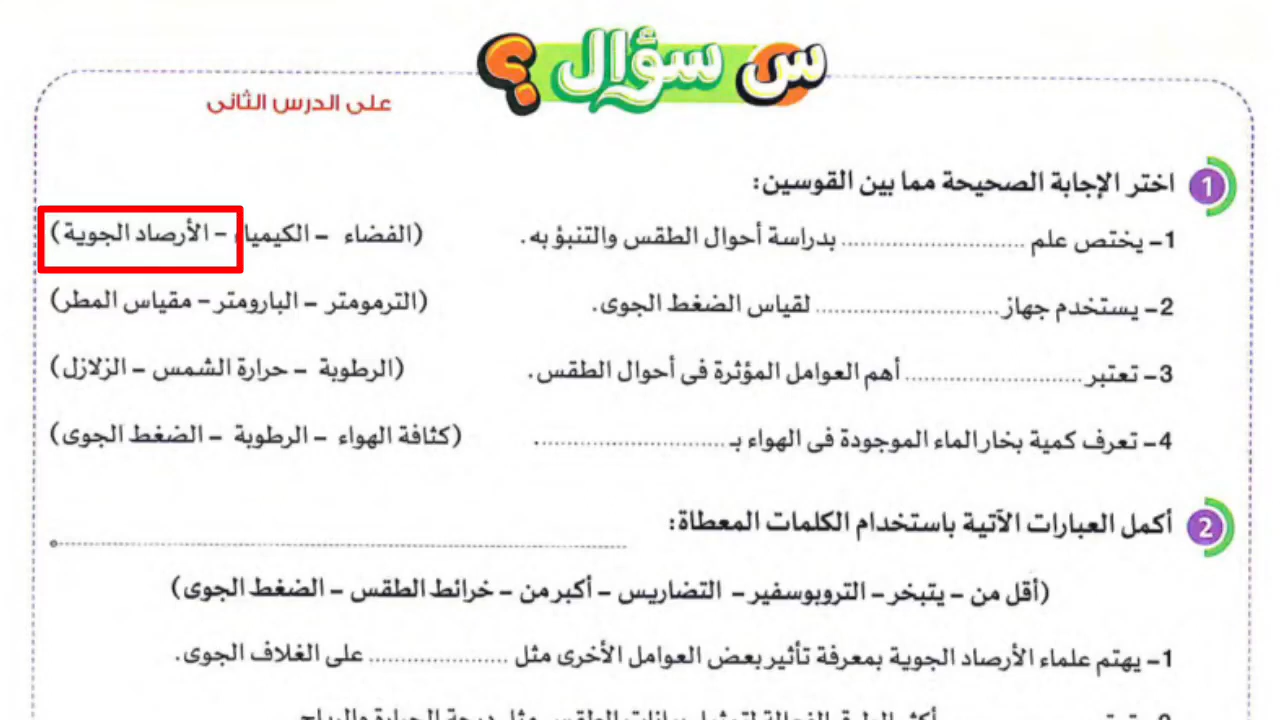 س سؤال ؟
على الدرس الثانى
1 اختر الإجابة الصحيحة مما بين القوسين:
1- يختص علم .......................... بدراسة أحوال الطقس والتنبؤ به. (الفضاء - الكيمياء - الأرصاد الجوية)
2- يستخدم جهاز .......................... لقياس الضغط الجوى. (الترمومتر - البارومتر - مقياس المطر)
3- تعتبر .......................... أهم العوامل المؤثرة فى أحوال الطقس. (الرطوبة - حرارة الشمس - الزلازل)
4- تعرف كمية بخار الماء الموجودة فى الهواء بـ .......................... . (كثافة الهواء - الرطوبة - الضغط الجوى)
2 أكمل العبارات الآتية باستخدام الكلمات المعطاة:
(أقل من - يتبخر - التروبوسفير - التضاريس - أكبر من - خرائط الطقس - الضغط الجوى)
1- يهتم علماء الأرصاد الجوية بمعرفة تأثير بعض العوامل الأخرى مثل .................... على الغلاف الجوى.